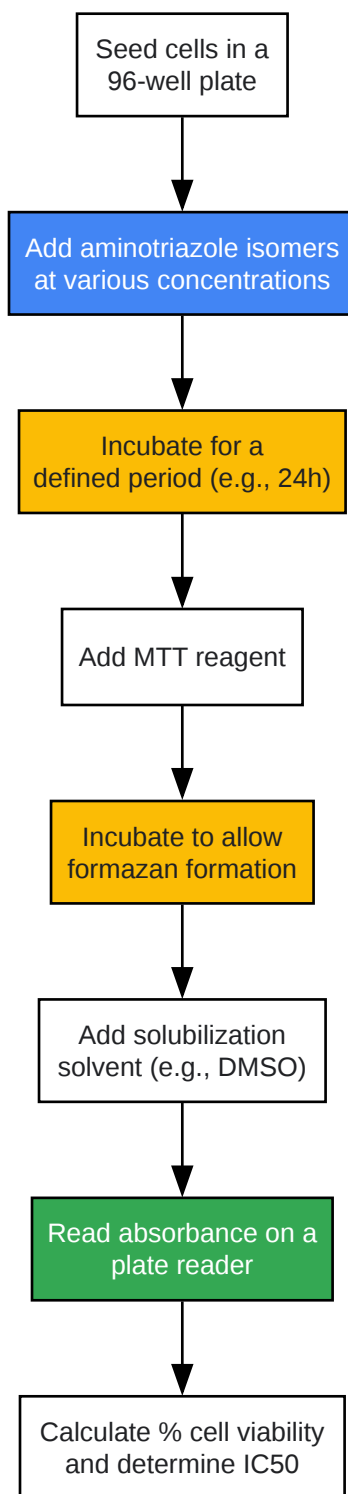 Seed cells in a
96-well plate
Add aminotriazole isomers
at various concentrations
Incubate for a
defined period (e.g., 24h)
Add MTT reagent
Incubate to allow
formazan formation
Add solubilization
solvent (e.g., DMSO)
Read absorbance on a
plate reader
Calculate % cell viability
and determine IC50